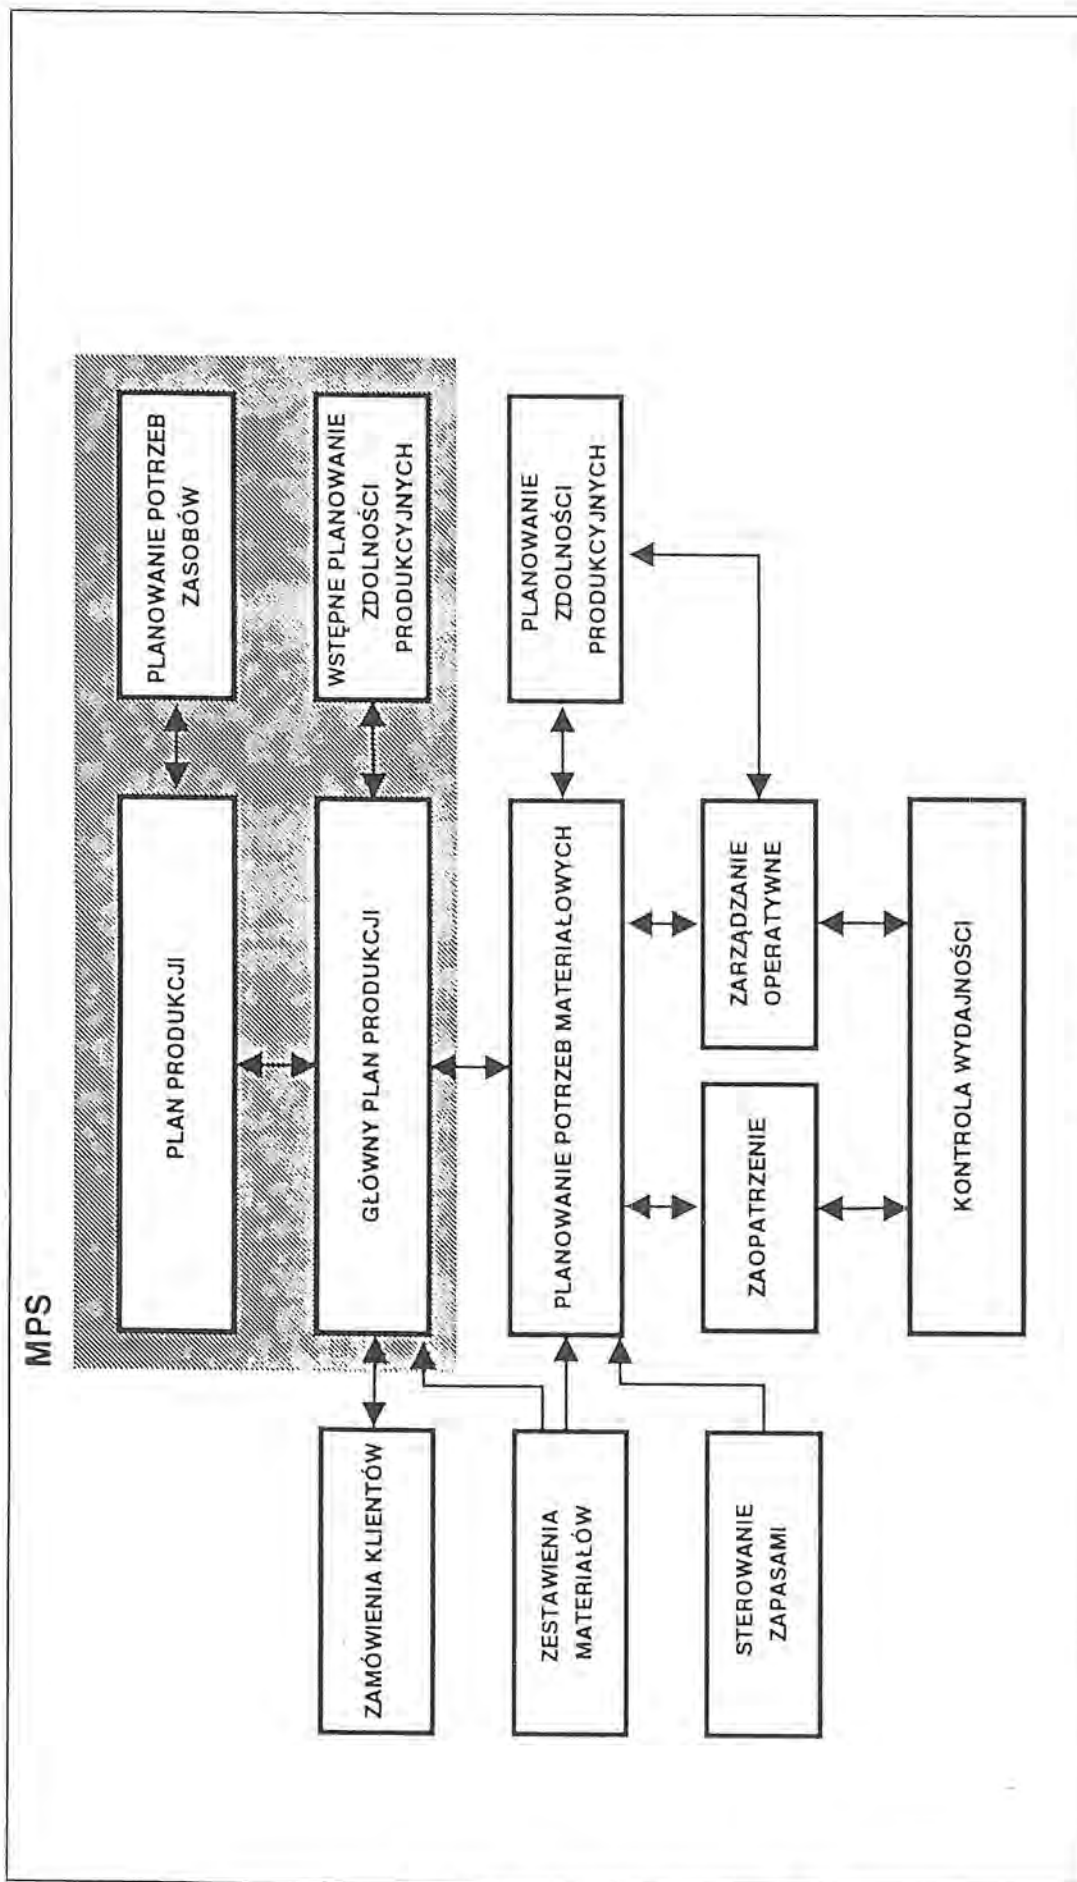 MPS
PLAN PRODUKCJI
PLANOWANIE POTRZEB
ZASOBÓW
ZAMÓWIENIA KLIENTÓW
GŁÓWNY PLAN PRODUKCJI
WSTĘPNE PLANOWANIE
ZDOLNOŚCI
PRODUKCYJNYCH
ZESTAWIENIA
MATERIAŁÓW
PLANOWANIE POTRZEB MATERIAŁOWYCH
PLANOWANIE
ZDOLNOŚCI
PRODUKCYJNYCH
STEROWANIE
ZAPASAMI
ZAOPATRZENIE
ZARZĄDZANIE
OPERATYWNE
KONTROLA WYDAJNOŚCI